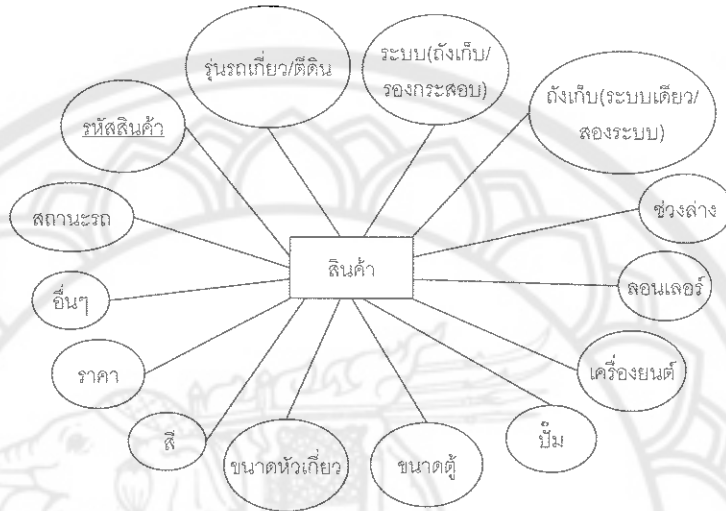 รุ่นรถเกี่ยว/ตีดิน
ระบบ(ถังเก็บ/
รองกระสอบ)
ถังเก็บ(ระบบเดียว/
สองระบบ)
รหัสสินค้า
ช่วงล่าง
สถานะรถ
สินค้า
ลอนเลอร์
อื่นๆ
ราคา
เครื่องยนต์
สี
ขนาดหัวเกี่ยว
ขนาดตู้
ปั๊ม